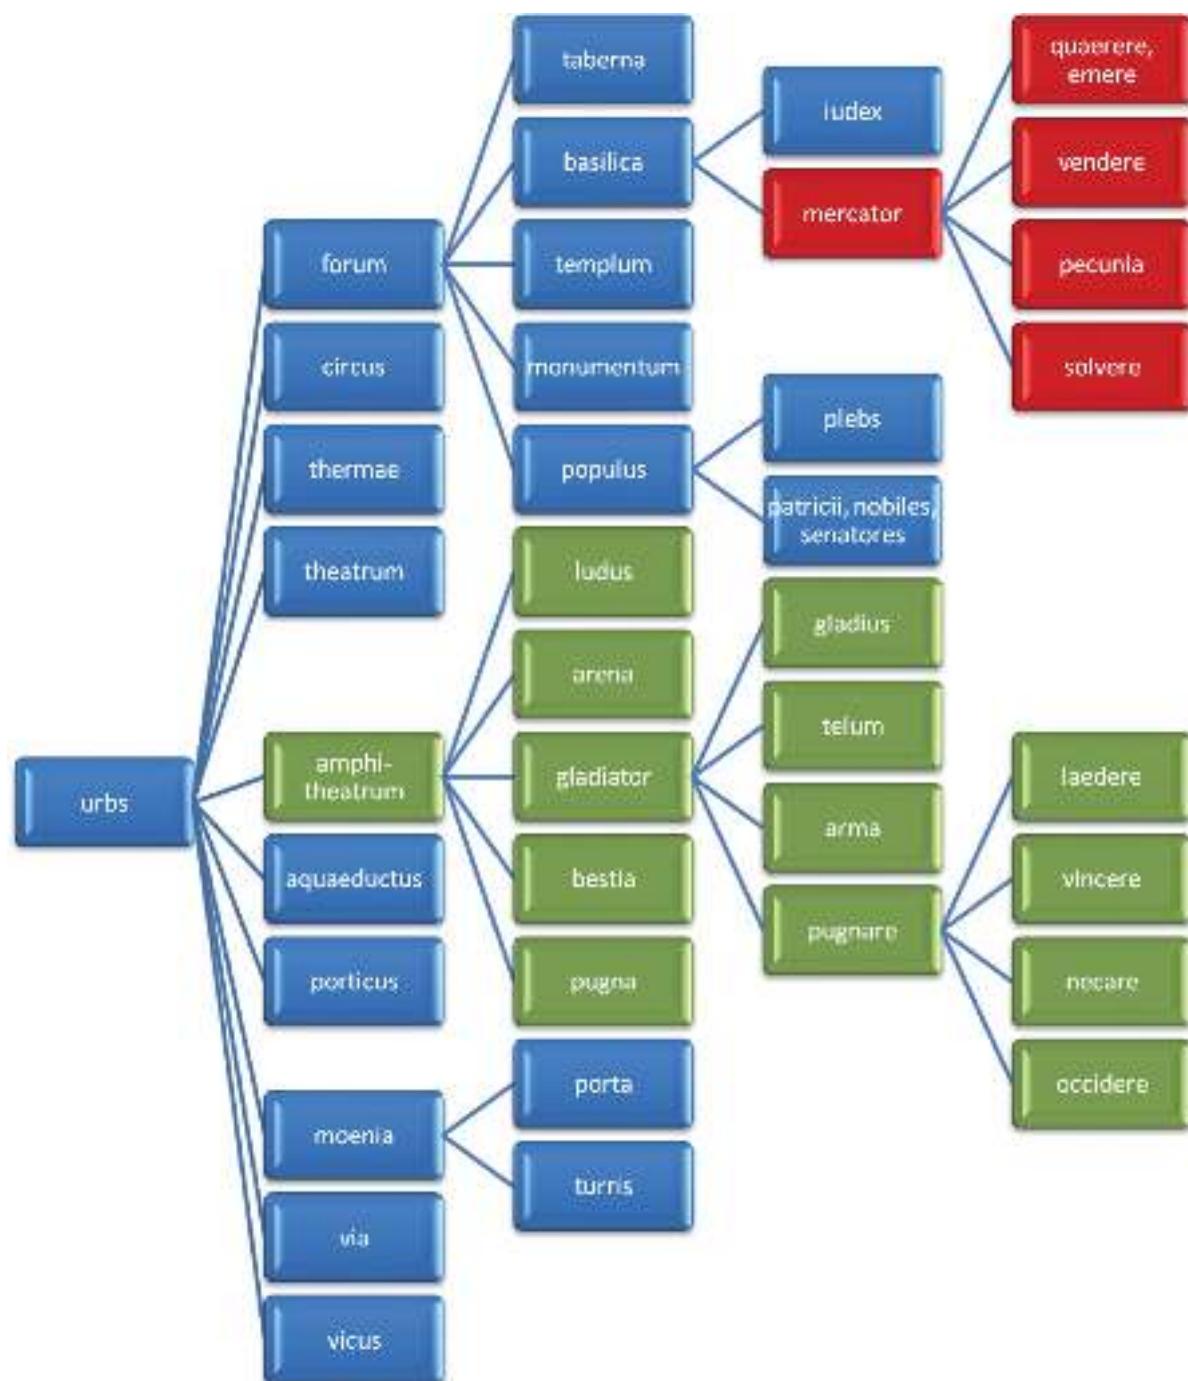 taberna
quaerere,
emere
iudex
basilica
vendere
mercator
forum
templum
pecunia
circus
monumentum
solvere
plebs
thermae
populus
patricii, nobiles,
senatores
theatrum
ludus
gladius
arena
telum
amphi-
theatrum
gladiator
laedere
urbs
arma
aquaeductus
bestia
vincere
pugnare
porticus
pugna
necare
porta
occidere
moenia
turris
via
vicus